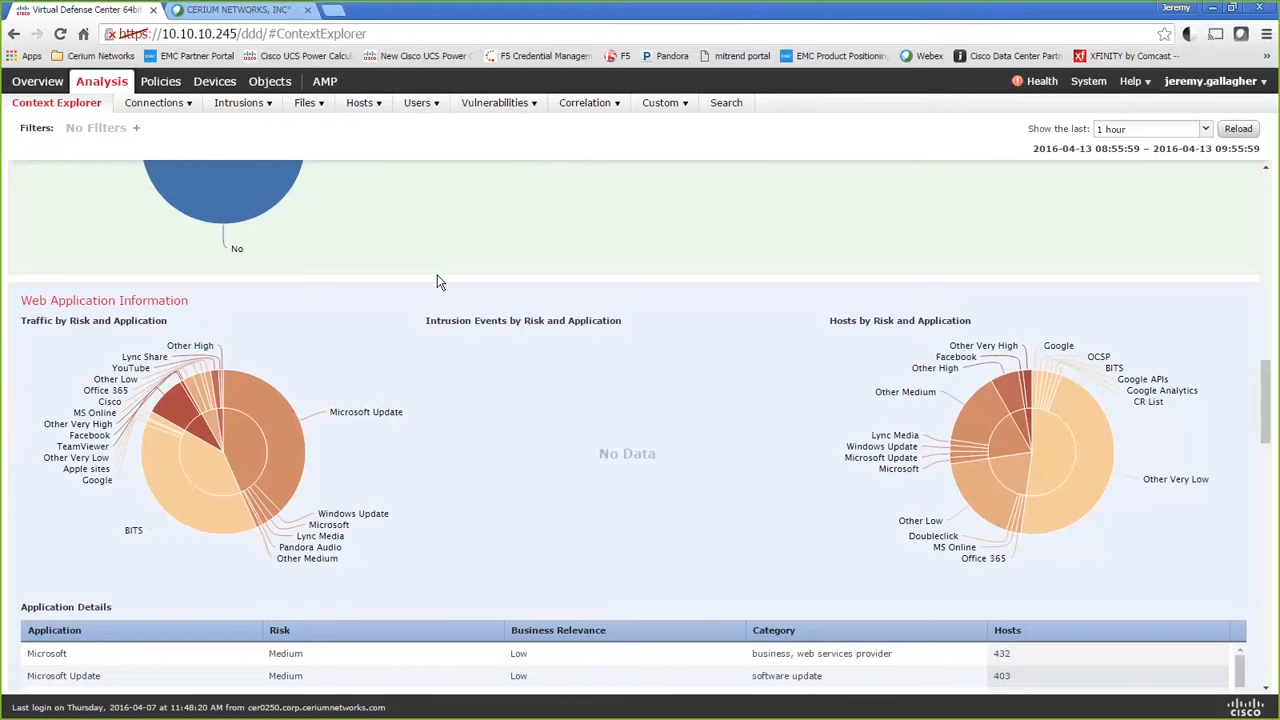 Virtual Defense Center 64bit
CERIUM NETWORKS, INC*
Jeremy
https://10.10.10.245/ddd/#ContextExplorer
Apps
Cerium Networks
EMC Partner Portal
Cisco UCS Power Calcu
New Cisco UCS Power C
F5 Credential Managem
F5
Pandora
mitrend portal
EMC Product Positioning
Webex
Cisco Data Center Partn
XFINITY by Comcast
Overview
Analysis
Policies
Devices
Objects
AMP
Health
System
Help
jeremy.gallagher
Context Explorer
Connections
Intrusions
Files
Hosts
Users
Vulnerabilities
Correlation
Custom
Search
Filters:
No Filters +
Show the last:
1 hour
Reload
2016-04-13 08:55:59 – 2016-04-13 09:55:59
No
Web Application Information
Traffic by Risk and Application
Other High
Lync Share
YouTube
Other Low
Office 365
Cisco
MS Online
Other Very High
Facebook
TeamViewer
Other Very Low
Apple sites
Google
BITS
Microsoft Update
Windows Update
Microsoft
Lync Media
Pandora Audio
Other Medium
Intrusion Events by Risk and Application
No Data
Hosts by Risk and Application
Other Very High
Facebook
Other High
Other Medium
Lync Media
Windows Update
Microsoft Update
Microsoft
Other Low
Doubleclick
MS Online
Office 365
Google
OCSP
BITS
Google APIs
Google Analytics
CR List
Other Very Low
Application Details
Application Risk Business Relevance Category Hosts
Microsoft Medium Low business, web services provider 432
Microsoft Update Medium Low software update 403
Last login on Thursday, 2016-04-07 at 11:48:20 AM from cer0250.corp.ceriumnetworks.com
CISCO